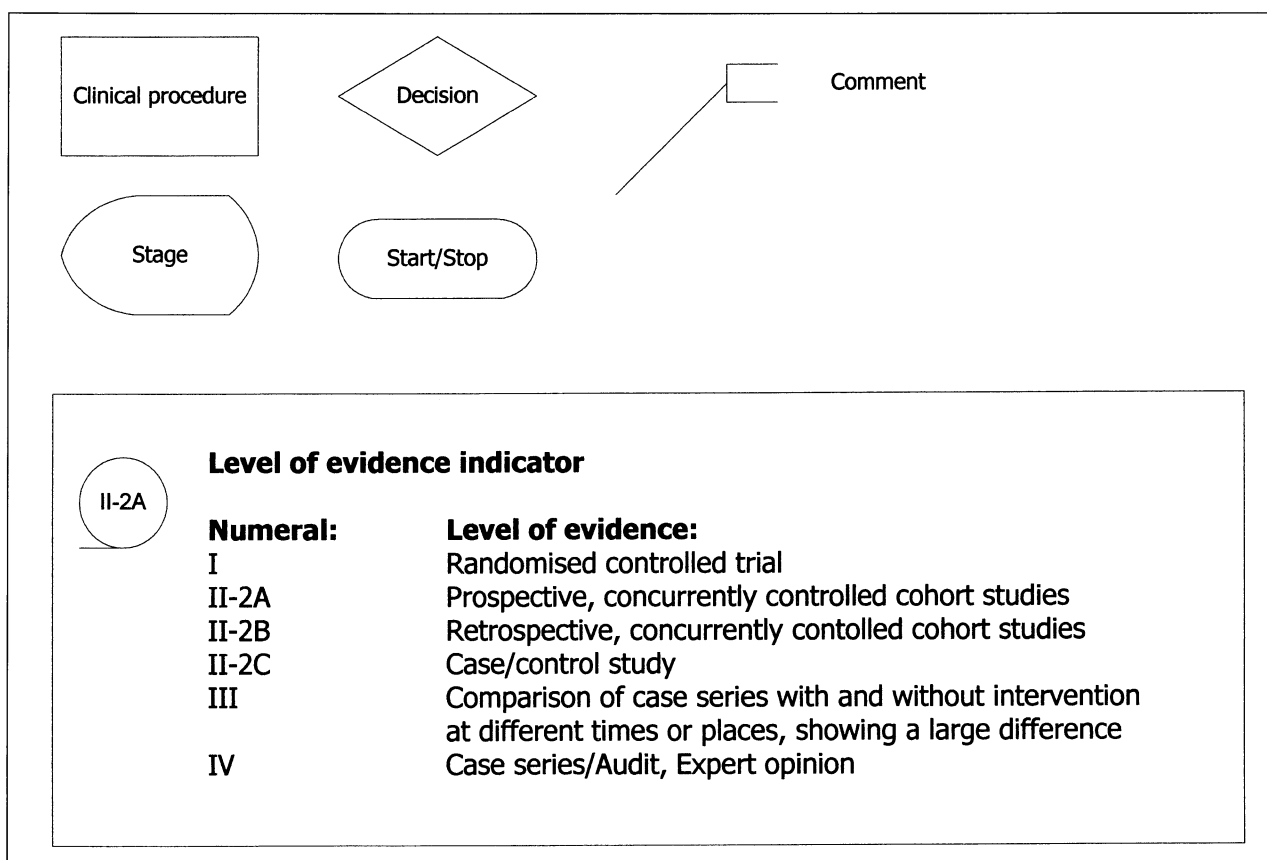 Clinical procedure
Decision
Comment
Stage
Start/Stop
II-2A
Level of evidence indicator
Numeral: Level of evidence:
I Randomised controlled trial
II-2A Prospective, concurrently controlled cohort studies
II-2B Retrospective, concurrently contolled cohort studies
II-2C Case/control study
III Comparison of case series with and without intervention
at different times or places, showing a large difference
IV Case series/Audit, Expert opinion